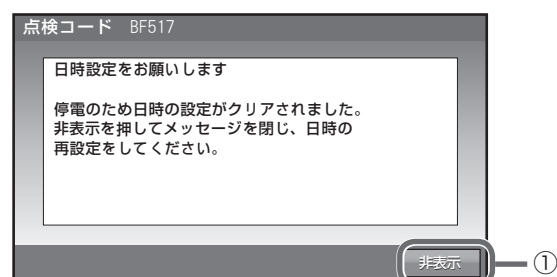 点検コード BF517
日時設定をお願いします
停電のため日時の設定がクリアされました。
非表示を押してメッセージを閉じ、日時の
再設定をしてください。
非表示
①